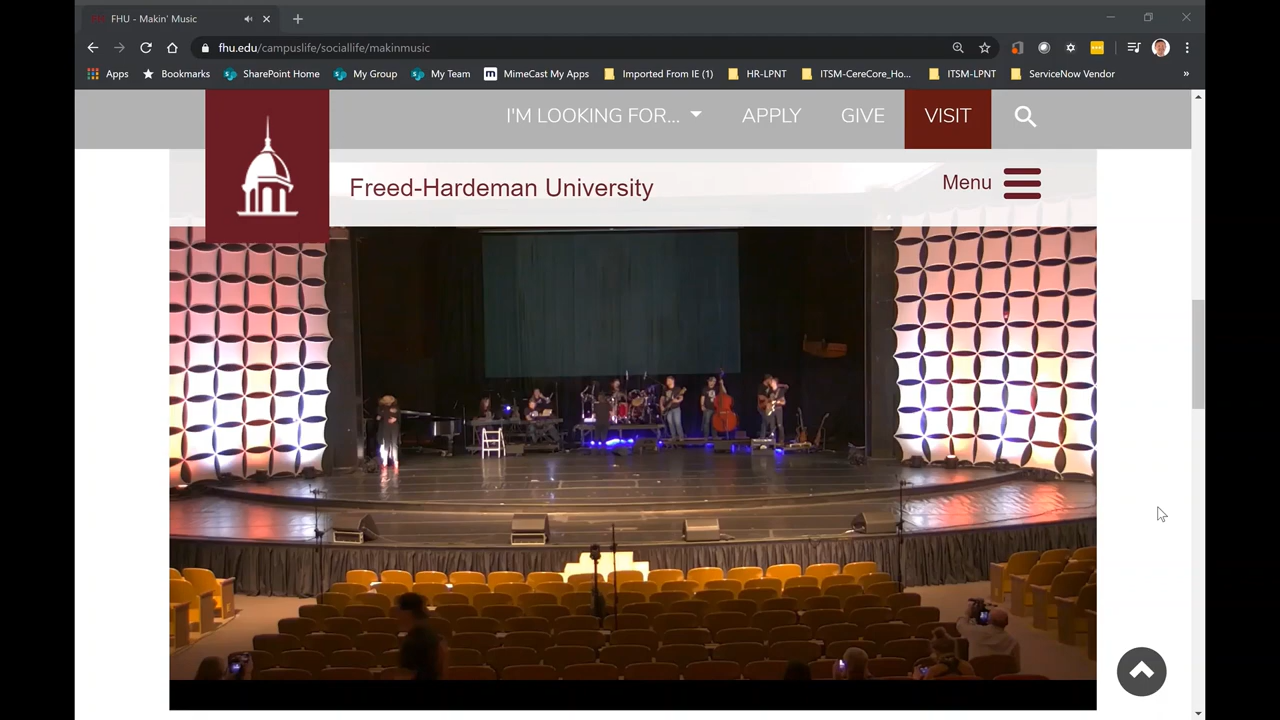 FHU - Makin' Music
fhu.edu/campuslife/sociallife/makinmusic
Apps Bookmarks SharePoint Home My Group My Team MimeCast My Apps Imported From IE (1) HR-LPNT ITSM-CereCore_Ho... ITSM-LPNT ServiceNow Vendor »
I'M LOOKING FOR... APPLY GIVE VISIT
Freed-Hardeman University Menu